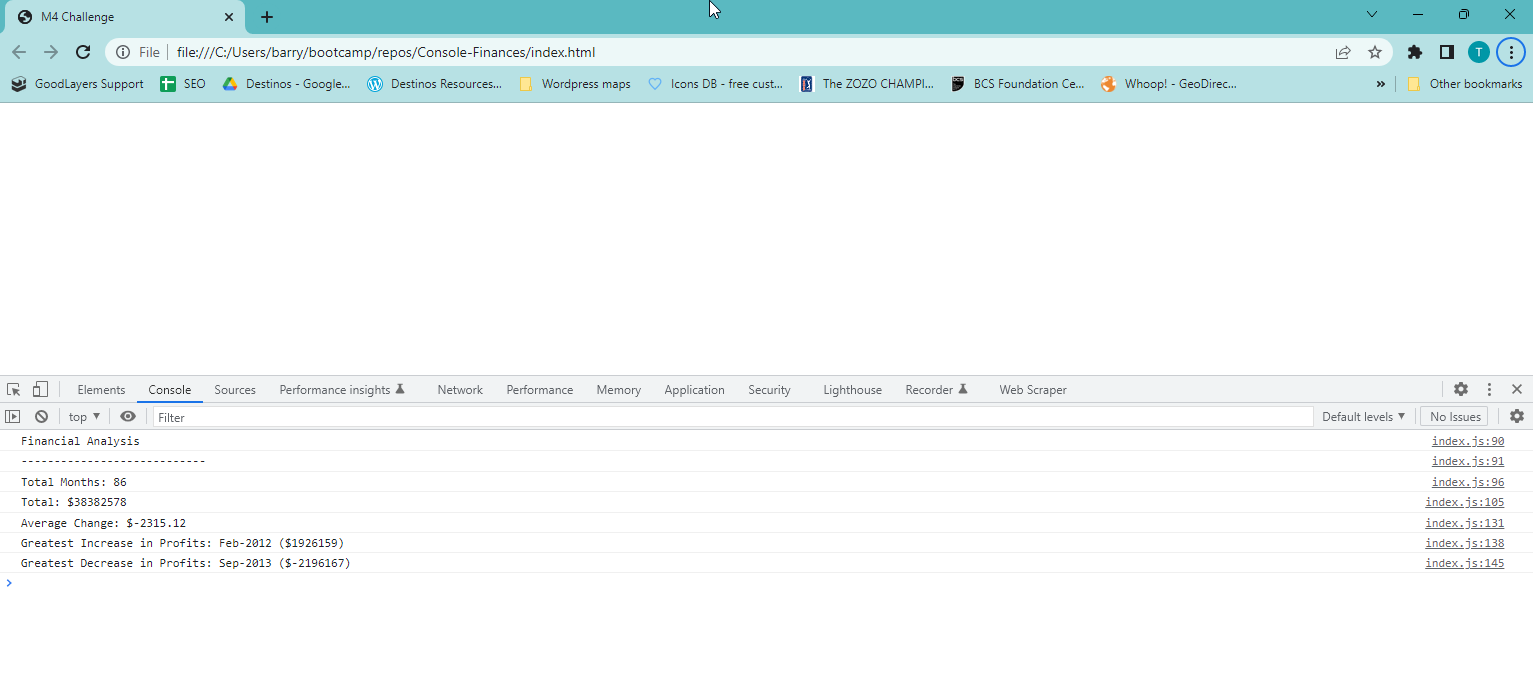 M4 Challenge
File file:///C:/Users/barry/bootcamp/repos/Console-Finances/index.html T
GoodLayers Support SEO Destinos - Google... Destinos Resources... Wordpress maps Icons DB - free cust... The ZOZO CHAMPI... BCS Foundation Ce... Whoop! - GeoDirec... » Other bookmarks
Elements Console Sources Performance insights Network Performance Memory Application Security Lighthouse Recorder Web Scraper
top Filter Default levels No Issues
Financial Analysis index.js:90
---------------------------- index.js:91
Total Months: 86 index.js:96
Total: $38382578 index.js:105
Average Change: $-2315.12 index.js:131
Greatest Increase in Profits: Feb-2012 ($1926159) index.js:138
Greatest Decrease in Profits: Sep-2013 ($-2196167) index.js:145